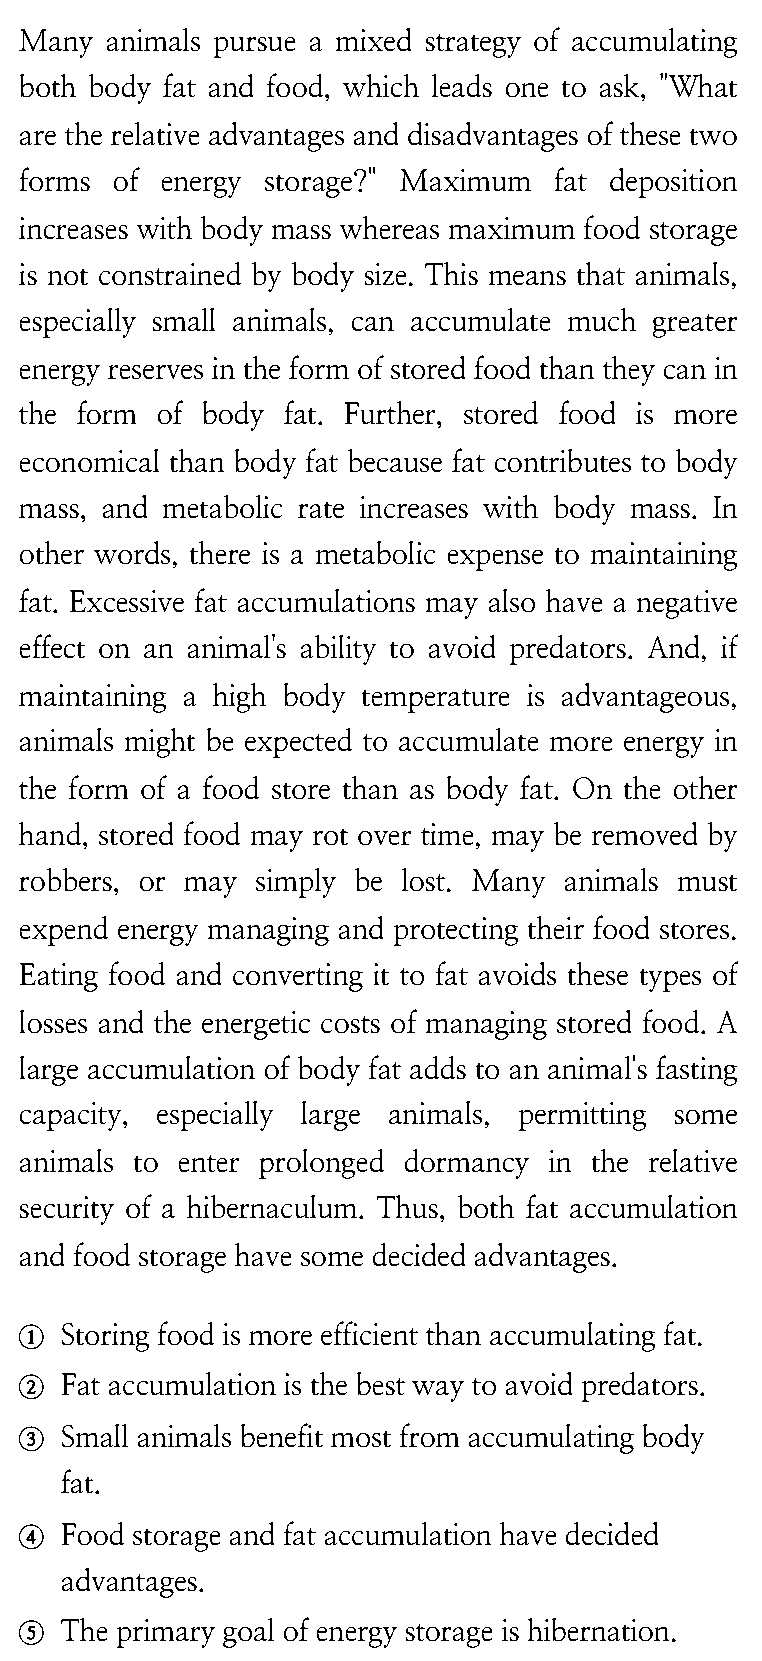 Many animals pursue a mixed strategy of accumulating
both body fat and food, which leads one to ask, "What
are the relative advantages and disadvantages of these two
forms of energy storage?" Maximum fat deposition
increases with body mass whereas maximum food storage
is not constrained by body size. This means that animals,
especially small animals, can accumulate much greater
energy reserves in the form of stored food than they can in
the form of body fat. Further, stored food is more
economical than body fat because fat contributes to body
mass, and metabolic rate increases with body mass. In
other words, there is a metabolic expense to maintaining
fat. Excessive fat accumulations may also have a negative
effect on an animal's ability to avoid predators. And, if
maintaining a high body temperature is advantageous,
animals might be expected to accumulate more energy in
the form of a food store than as body fat. On the other
hand, stored food may rot over time, may be removed by
robbers, or may simply be lost. Many animals must
expend energy managing and protecting their food stores.
Eating food and converting it to fat avoids these types of
losses and the energetic costs of managing stored food. A
large accumulation of body fat adds to an animal's fasting
capacity, especially large animals, permitting some
animals to enter prolonged dormancy in the relative
security of a hibernaculum. Thus, both fat accumulation
and food storage have some decided advantages.
① Storing food is more efficient than accumulating fat.
② Fat accumulation is the best way to avoid predators.
③ Small animals benefit most from accumulating body
fat.
④ Food storage and fat accumulation have decided
advantages.
⑤ The primary goal of energy storage is hibernation.